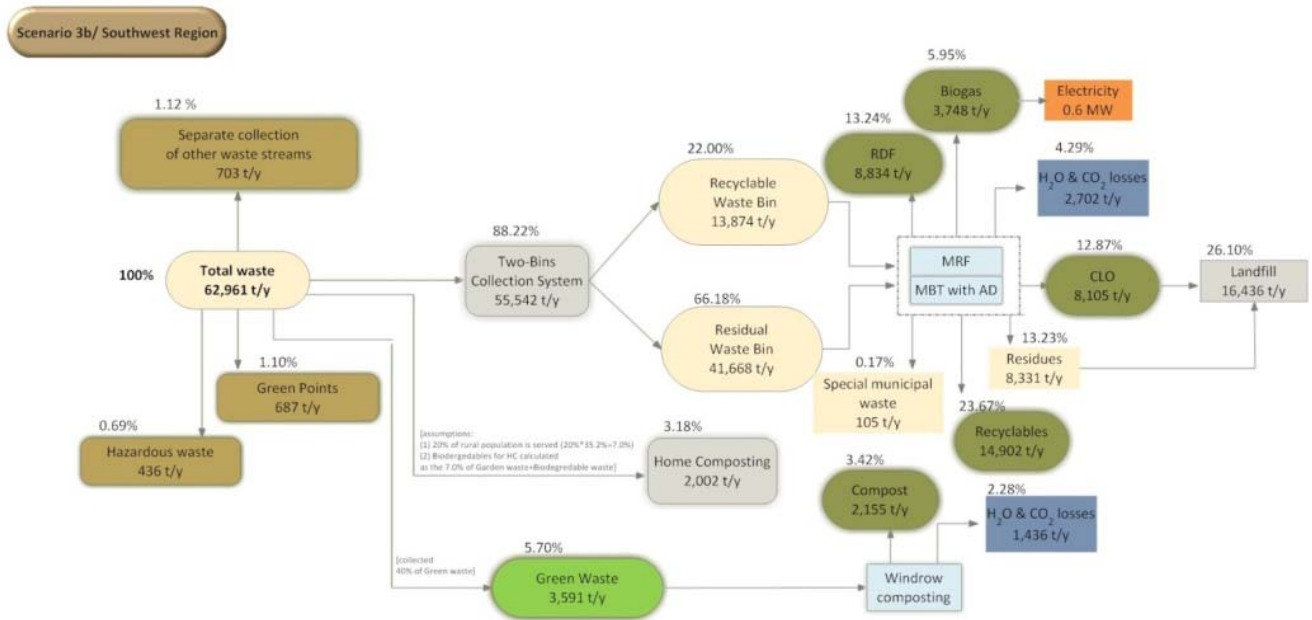 Scenario 3b/ Southwest Region
1.12 %
Separate collection
of other waste streams
703 t/y
100%
Total waste
62,961 t/y
1.10%
Green Points
687 t/y
0.69%
Hazardous waste
436 t/y
88.22%
Two-Bins
Collection System
55,542 t/y
22.00%
Recyclable
Waste Bin
13,874 t/y
66.18%
Residual
Waste Bin
41,668 t/y
[assumptions:
(1) 20% of rural population is served (20%*35.2%=7.0%)
(2) Biodergedables for HC calculated
as the 7.0% of Garden waste+Biodegredable waste]
3.18%
Home Composting
2,002 t/y
[collected
40% of Green waste]
5.70%
Green Waste
3,591 t/y
5.95%
Biogas
3,748 t/y
Electricity
0.6 MW
13.24%
RDF
8,834 t/y
4.29%
H2O & CO2 losses
2,702 t/y
MRF
MBT with AD
12.87%
CLO
8,105 t/y
26.10%
Landfill
16,436 t/y
13.23%
Residues
8,331 t/y
0.17%
Special municipal
waste
105 t/y
23.67%
Recyclables
14,902 t/y
3.42%
Compost
2,155 t/y
2.28%
H2O & CO2 losses
1,436 t/y
Windrow
composting